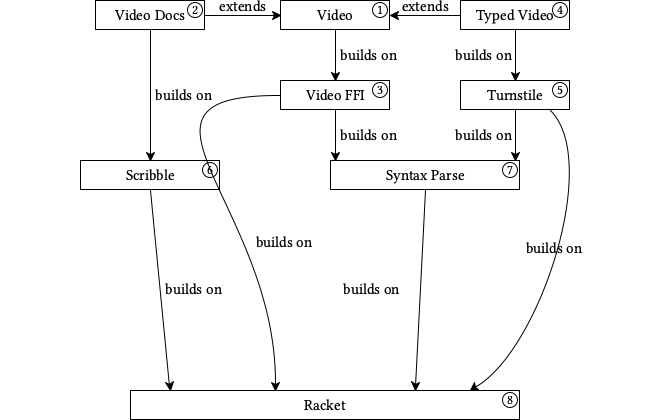 Video Docs ②
extends
Video ①
extends
Typed Video ④
builds on
builds on
builds on
Video FFI ③
Turnstile ⑤
builds on
builds on
Scribble ⑥
Syntax Parse ⑦
builds on
builds on
builds on
builds on
Racket ⑧